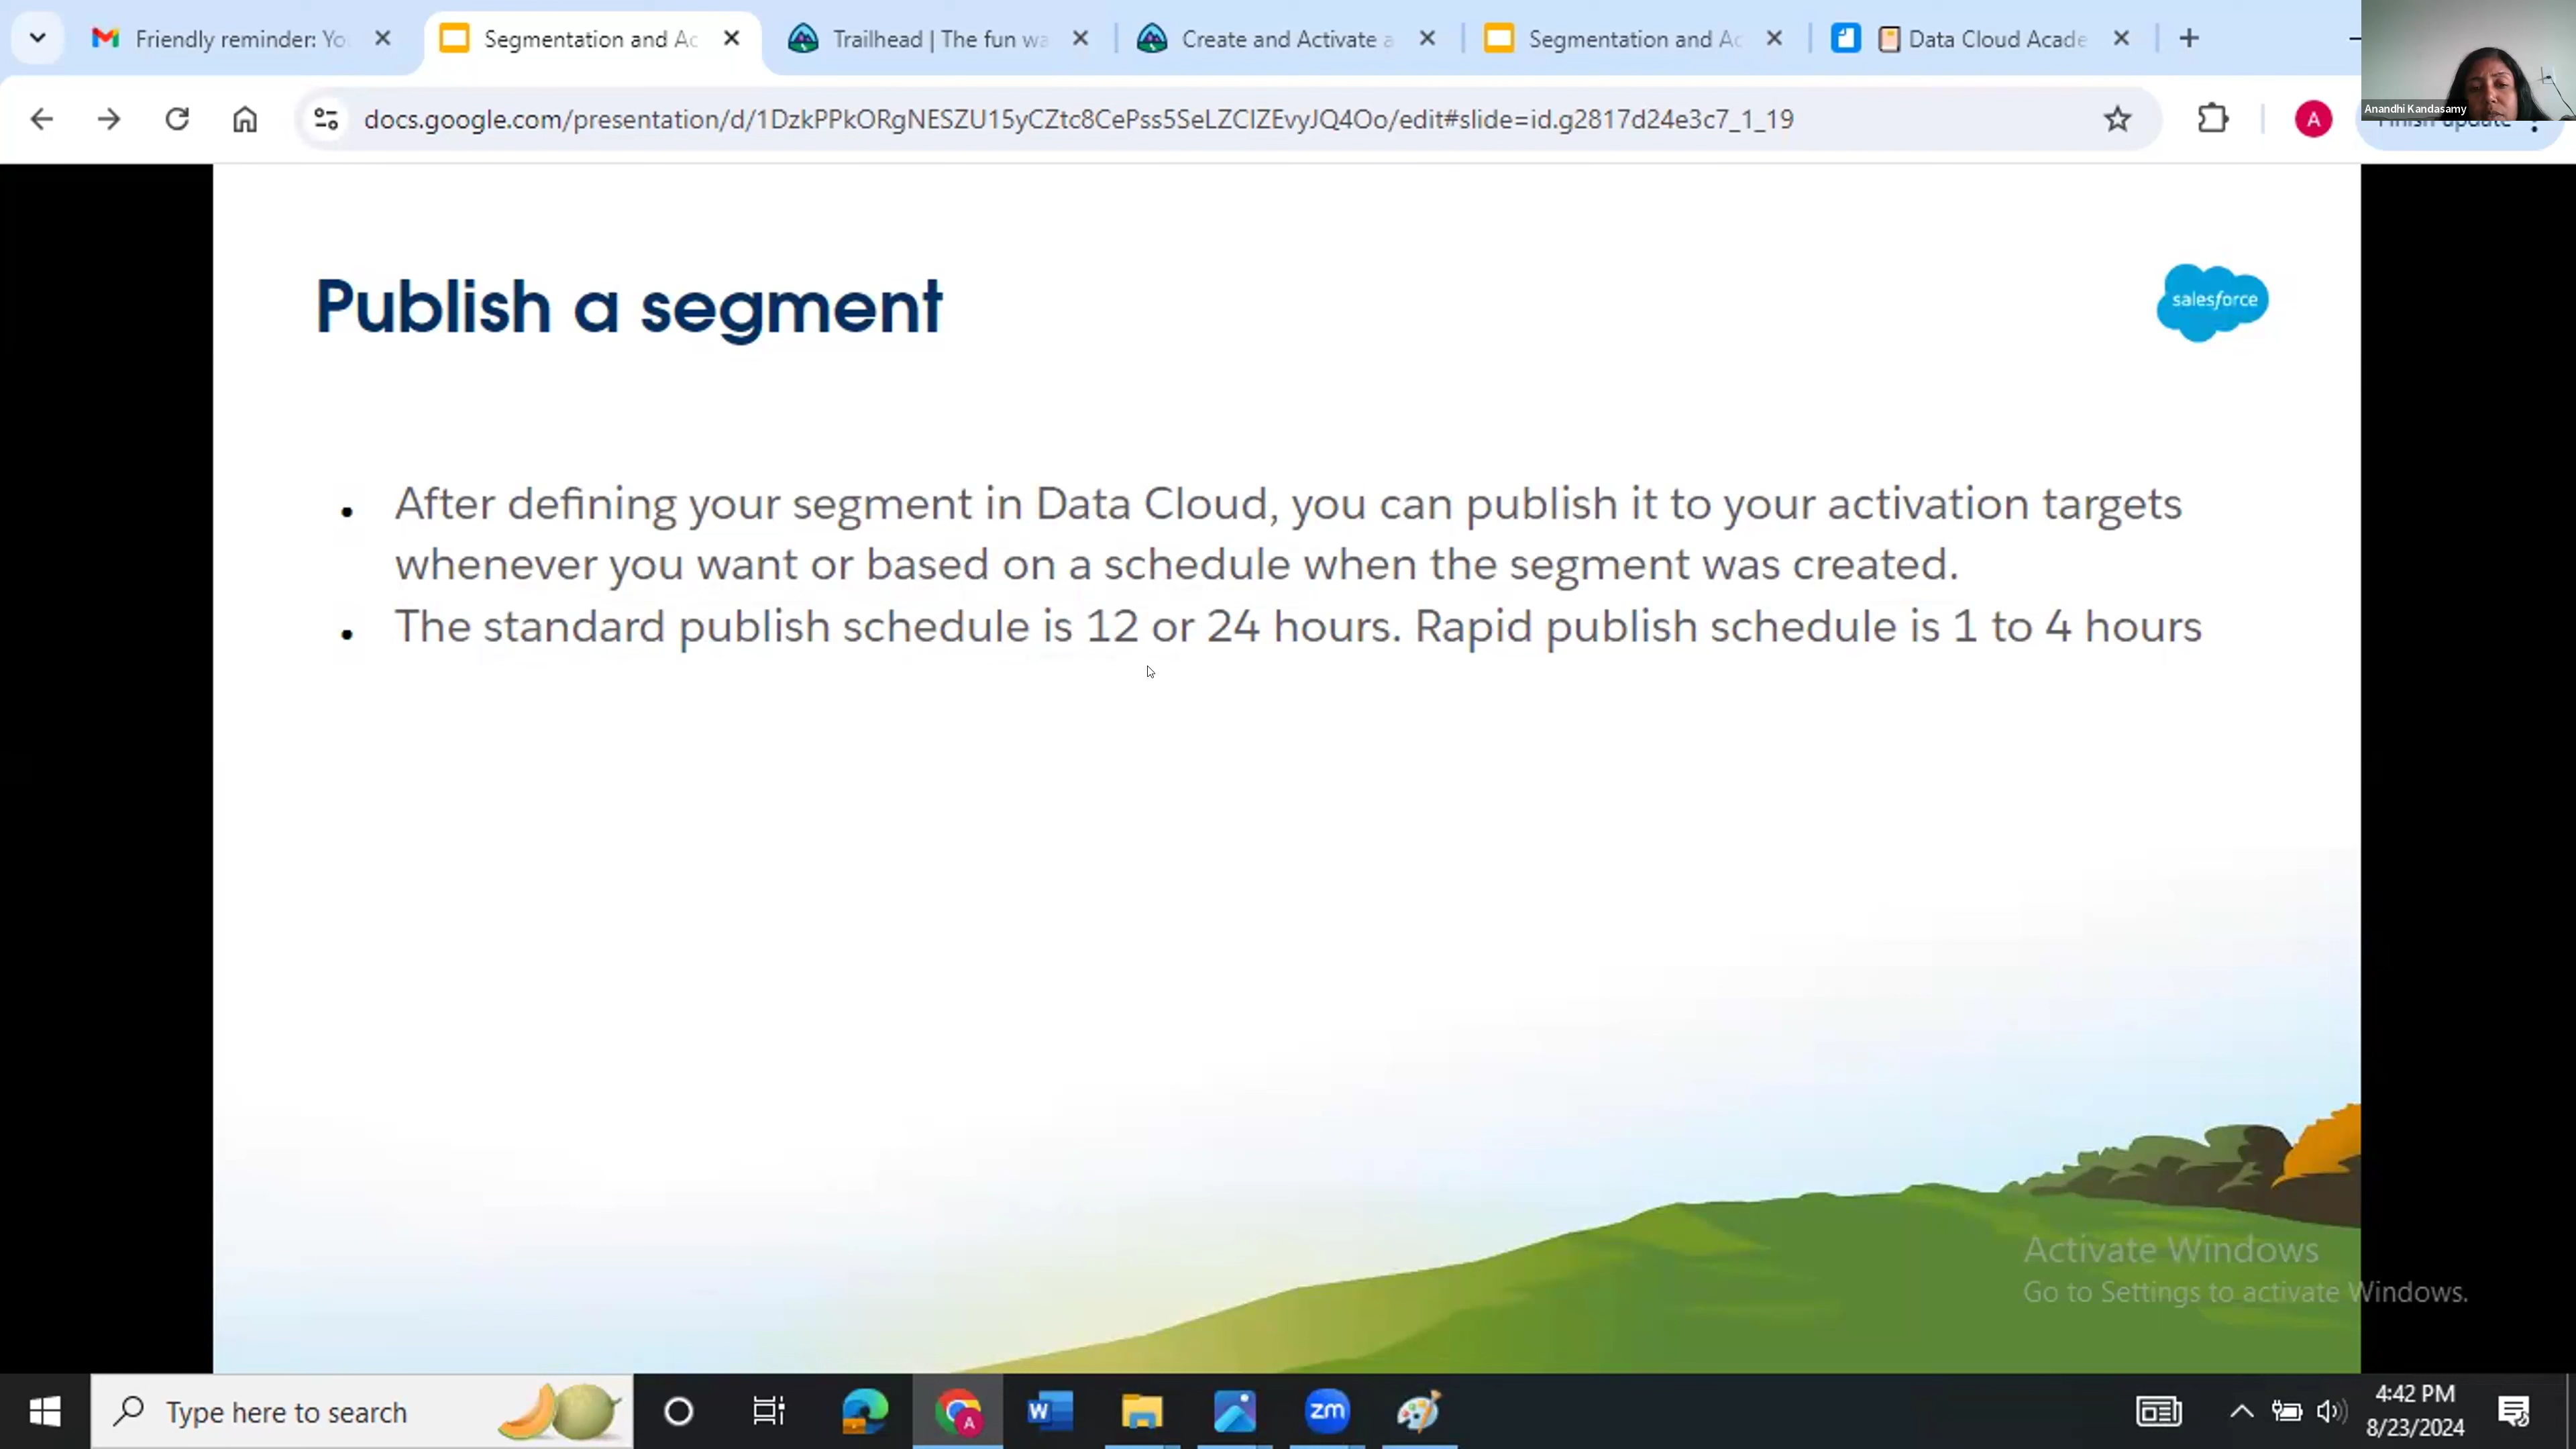 Friendly reminder: Yo
Segmentation and Ac
Trailhead | The fun wa
Create and Activate a
Segmentation and Ac
Data Cloud Acade
docs.google.com/presentation/d/1DzkPPkORgNESZU15yCZtc8CePss5SeLZCIZEvyJQ4Oo/edit#slide=id.g2817d24e3c7_1_19
A
Anandhi Kandasamy
Finish update
Publish a segment
salesforce
After defining your segment in Data Cloud, you can publish it to your activation targets
whenever you want or based on a schedule when the segment was created.
The standard publish schedule is 12 or 24 hours. Rapid publish schedule is 1 to 4 hours
Activate Windows
Go to Settings to activate Windows.
Type here to search
A
W
zm
4:42 PM
8/23/2024